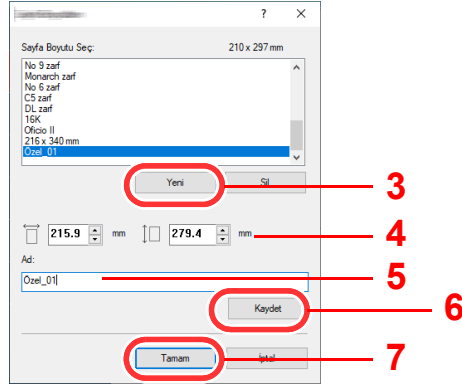 ?
Sayfa Boyutu Seç: 210 x 297 mm
No 9 zarf
Monarch zarf
No 6 zarf
C5 zarf
DL zarf
16K
Oficio II
216 x 340 mm
Özel_01
Yeni Sil 3
215.9 mm 279.4 mm 4
Ad:
Özel_01 5
Kaydet 6
Tamam İptal 7